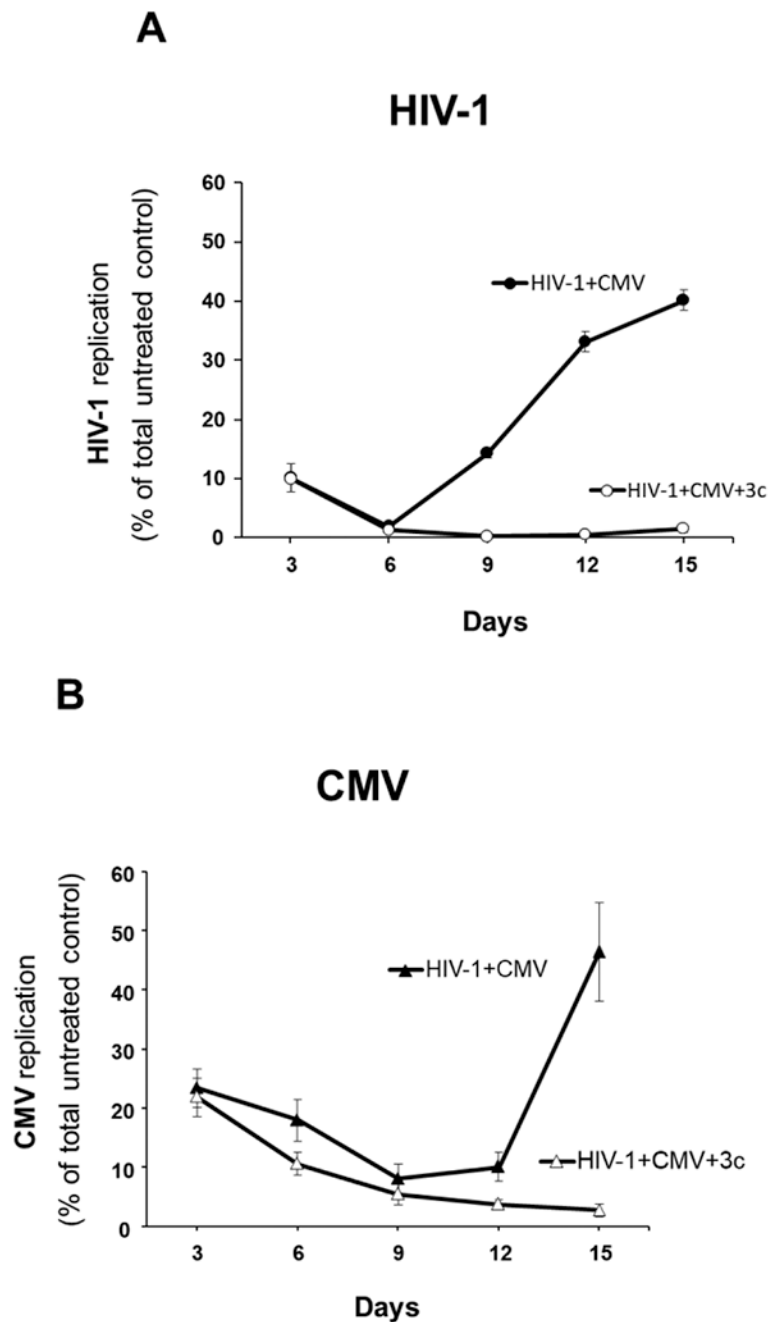 A
HIV-1
HIV-1 replication
(% of total untreated control)
60
50
40
30
20
10
0
HIV-1+CMV
HIV-1+CMV+3c
3 6 9 12 15
Days
B
CMV
CMV replication
(% of total untreated control)
60
50
40
30
20
10
0
HIV-1+CMV
HIV-1+CMV+3c
3 6 9 12 15
Days